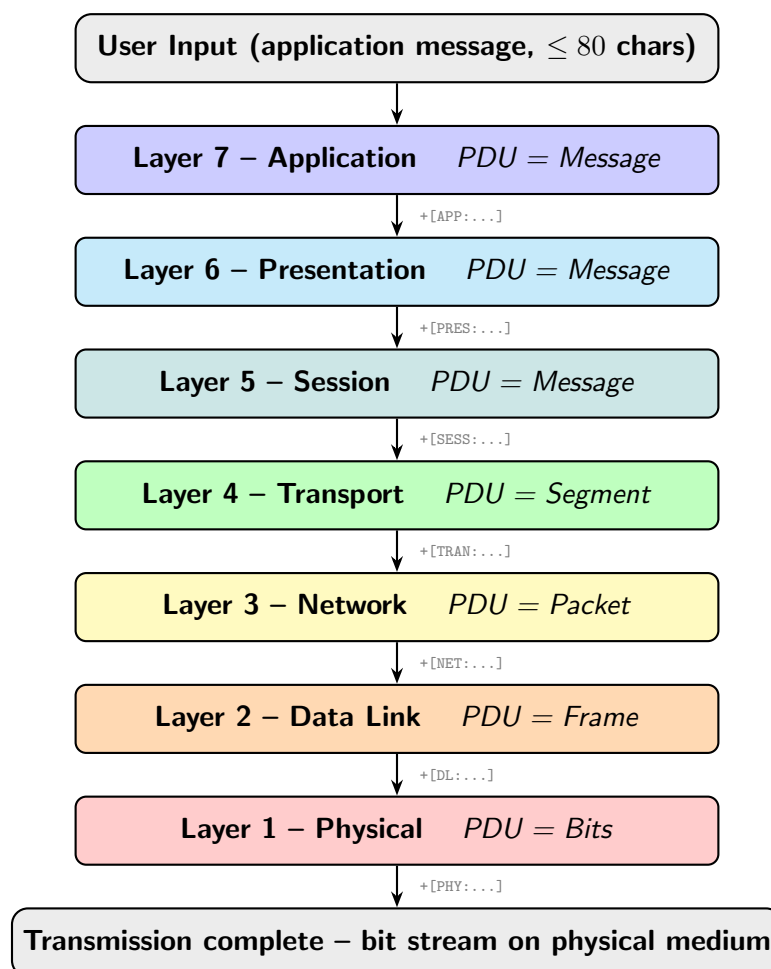 User Input (application message, ≤ 80 chars)
Layer 7 – Application PDU = Message
+[APP:...]
Layer 6 – Presentation PDU = Message
+[PRES:...]
Layer 5 – Session PDU = Message
+[SESS:...]
Layer 4 – Transport PDU = Segment
+[TRAN:...]
Layer 3 – Network PDU = Packet
+[NET:...]
Layer 2 – Data Link PDU = Frame
+[DL:...]
Layer 1 – Physical PDU = Bits
+[PHY:...]
Transmission complete – bit stream on physical medium